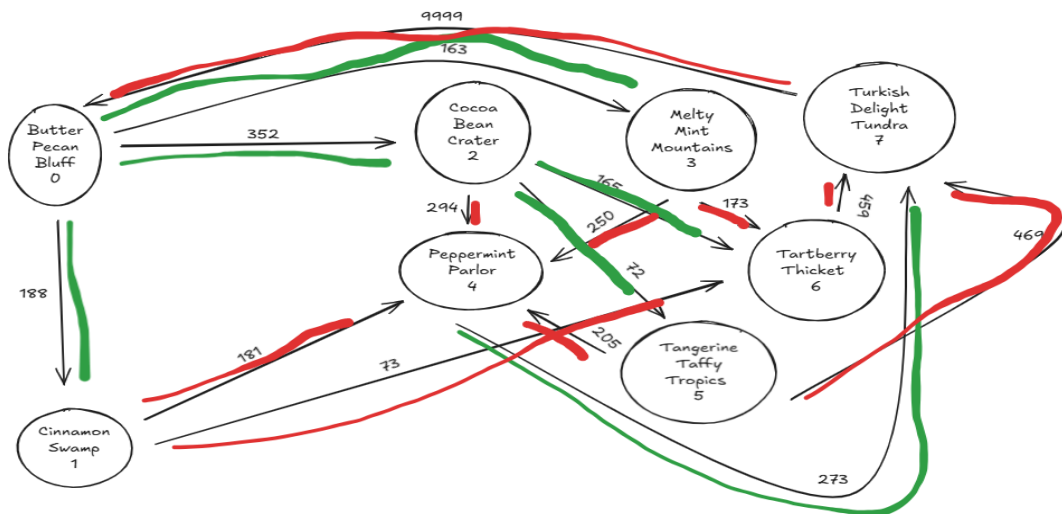 9999
163
Butter
Pecan
Bluff
0
352
Cocoa
Bean
Crater
2
Melty
Mint
Mountains
3
Turkish
Delight
Tundra
7
165
173
294
250
459
469
Peppermint
Parlor
4
72
Tartberry
Thicket
6
188
181
73
205
Tangerine
Taffy
Tropics
5
Cinnamon
Swamp
1
273